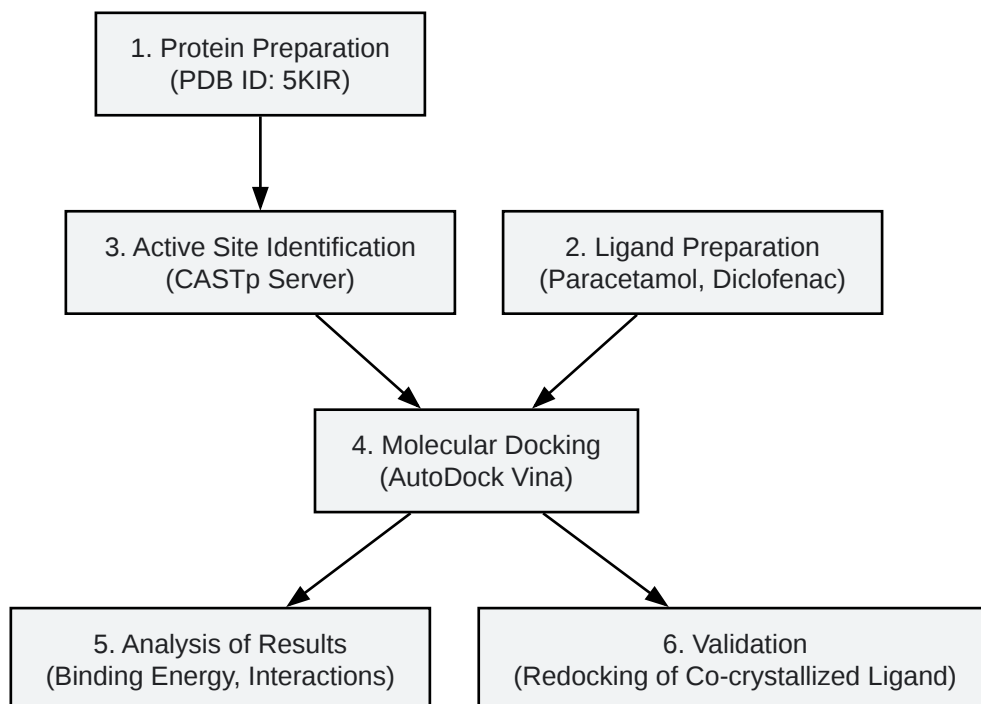 1. Protein Preparation
(PDB ID: 5KIR)
3. Active Site Identification
(CASTp Server)
2. Ligand Preparation
(Paracetamol, Diclofenac)
4. Molecular Docking
(AutoDock Vina)
5. Analysis of Results
(Binding Energy, Interactions)
6. Validation
(Redocking of Co-crystallized Ligand)